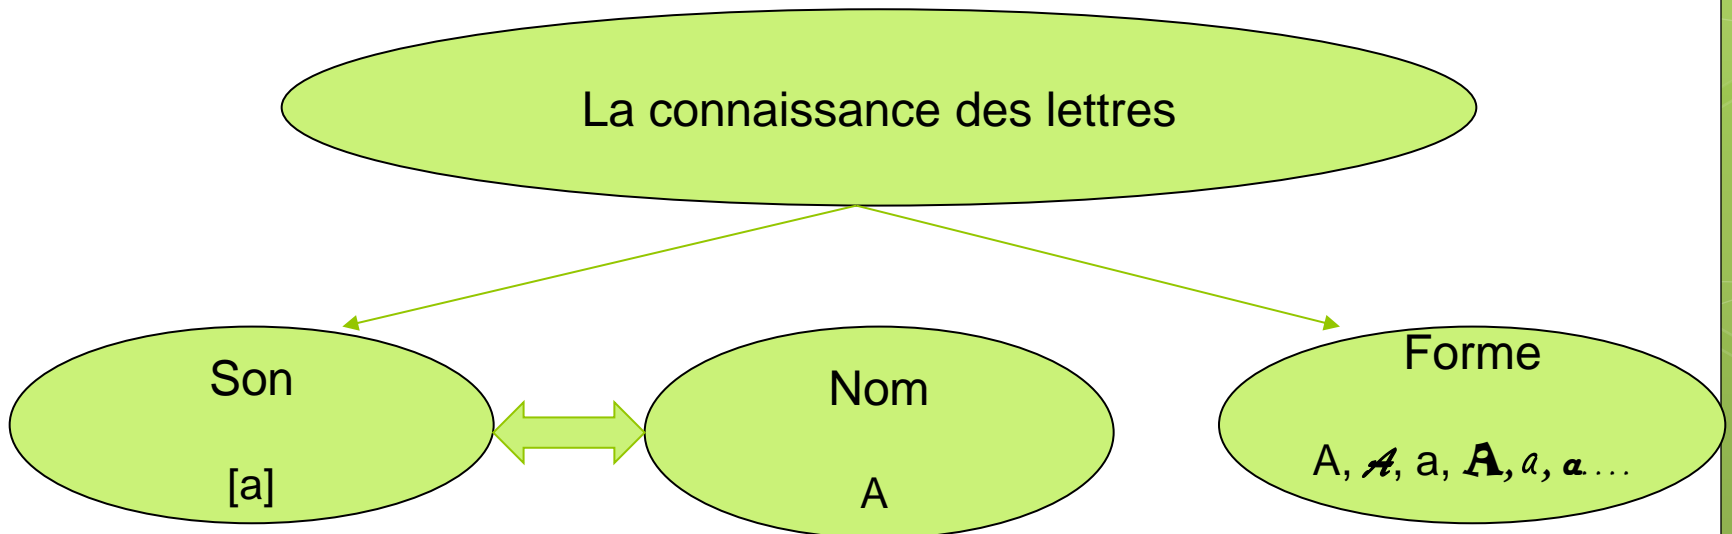 La connaissance des lettres
Son
[a]
Nom
A
Forme
A, A, a, A, a, a....